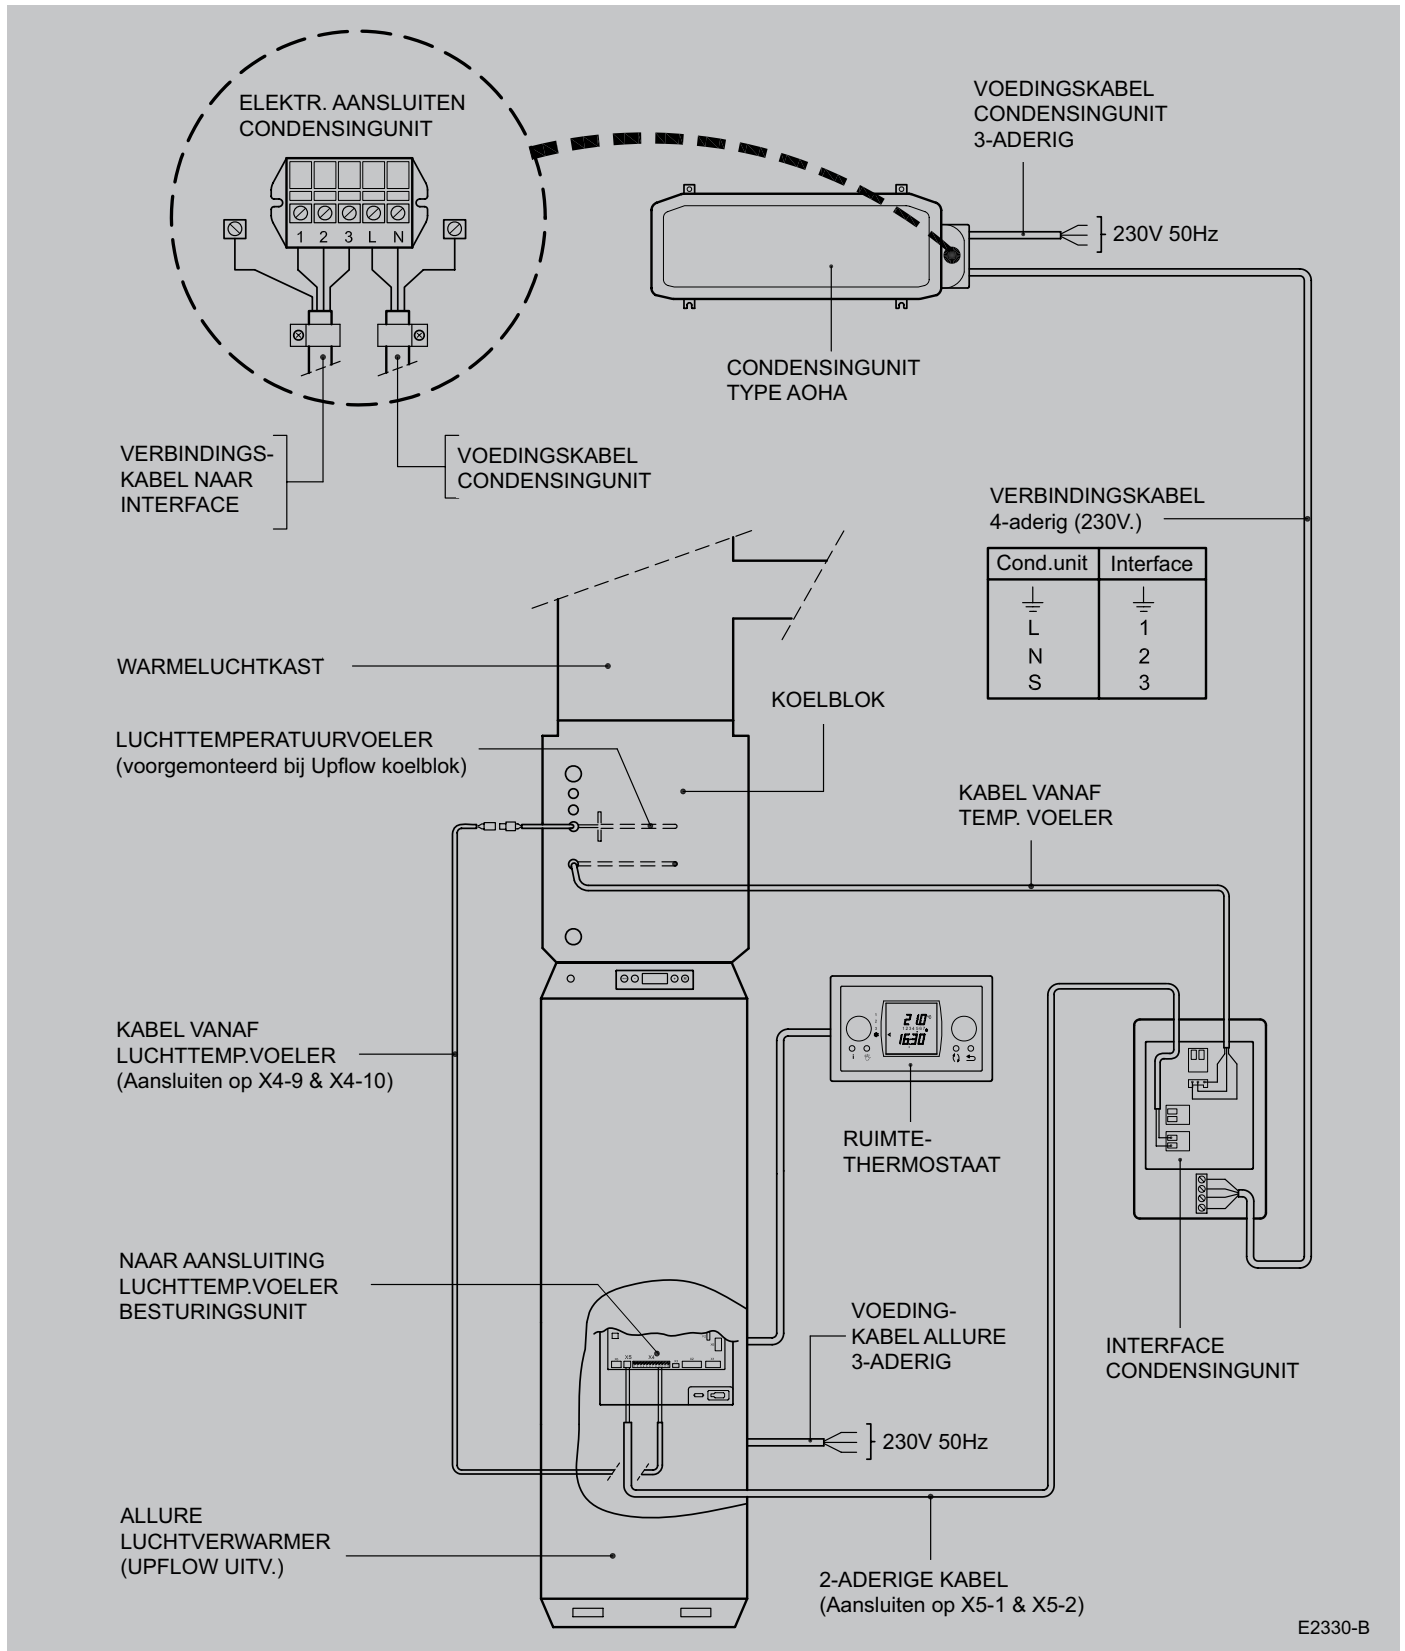 ELEKTR. AANSLUITEN
CONDENSINGUNIT
1 2 3 L N
VOEDINGSKABEL
CONDENSINGUNIT
3-ADERIG
230V 50Hz
CONDENSINGUNIT
TYPE AOHA
VERBINDINGS-
KABEL NAAR
INTERFACE
VOEDINGSKABEL
CONDENSINGUNIT
VERBINDINGSKABEL
4-aderig (230V.)
Cond.unit Interface
L 1
N 2
S 3
WARMELUCHTKAST
KOELBLOK
LUCHTTEMPERATUURVOELER
(voorgemonteerd bij Upflow koelblok)
KABEL VANAF
TEMP. VOELER
KABEL VANAF
LUCHTTEMP.VOELER
(Aansluiten op X4-9 & X4-10)
21.0
16:30
RUIMTE-
THERMOSTAAT
NAAR AANSLUITING
LUCHTTEMP.VOELER
BESTURINGSUNIT
X5 X4
VOEDING-
KABEL ALLURE
3-ADERIG
INTERFACE
CONDENSINGUNIT
230V 50Hz
ALLURE
LUCHTVERWARMER
(UPFLOW UITV.)
2-ADERIGE KABEL
(Aansluiten op X5-1 & X5-2)
E2330-B